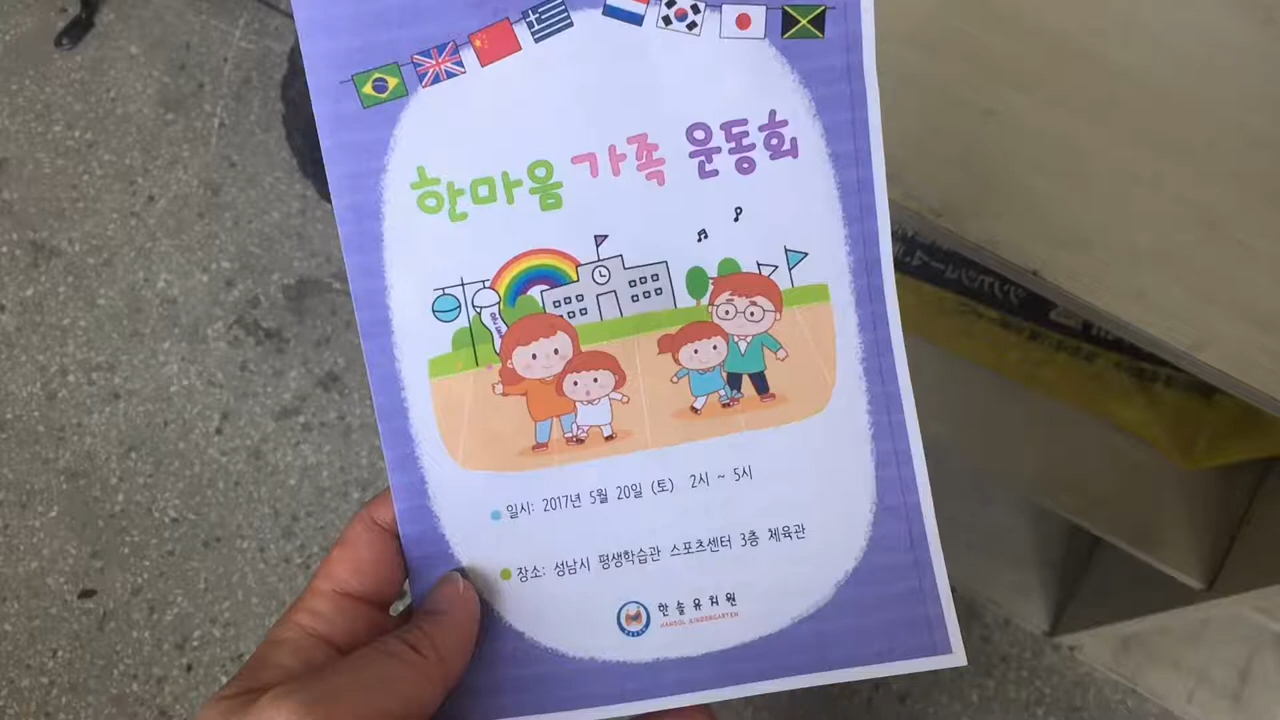 한마음 가족 운동회
일시: 2017년 5월 20일 (토) 2시 ~ 5시
장소: 성남시 평생학습관 스포츠센터 3층 체육관
한솔유치원
HANSOL KINDERGARTEN